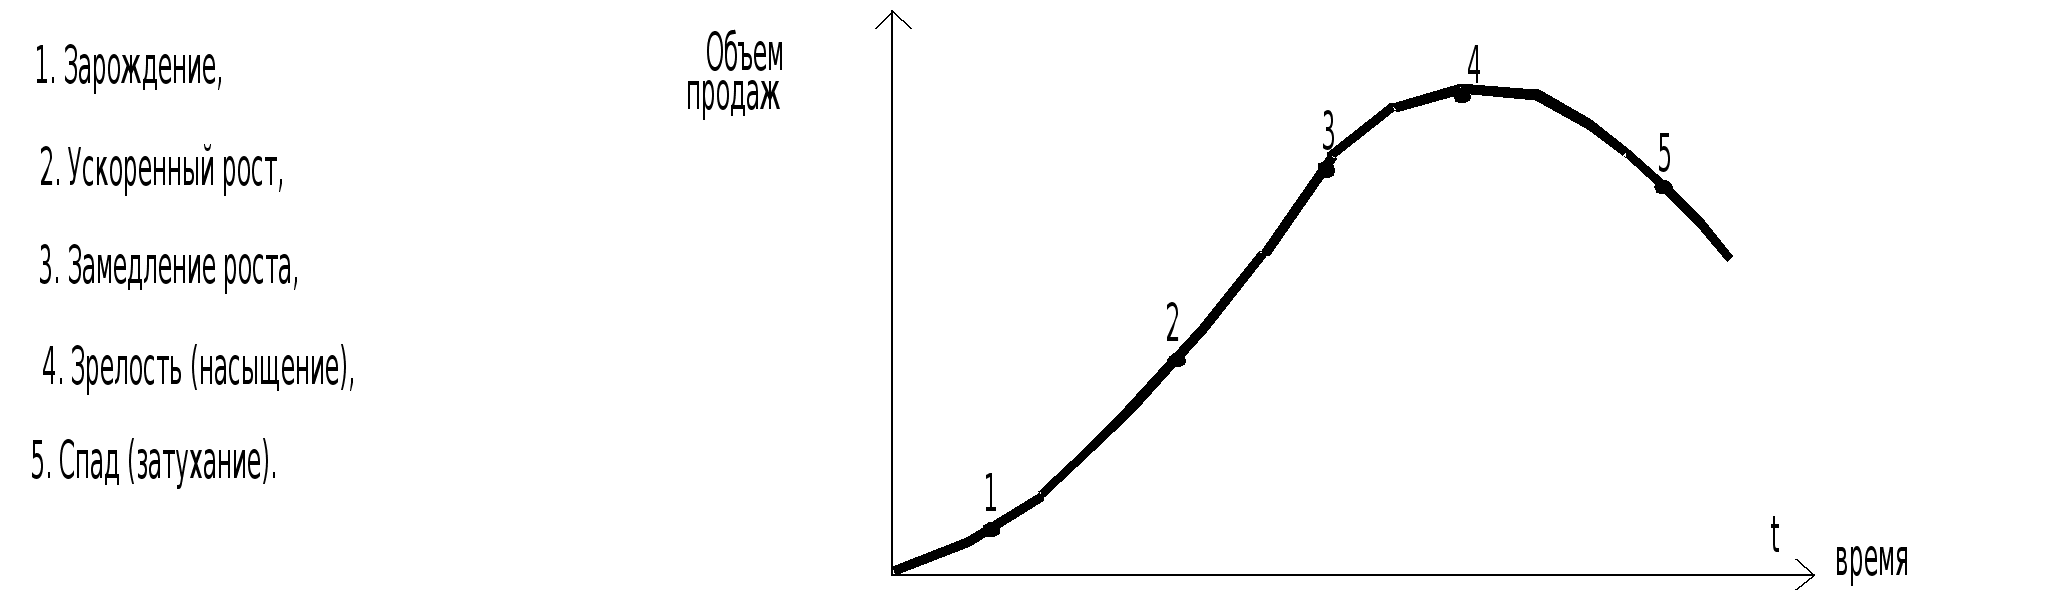 1. Зарождение,
2. Ускоренный рост,
3. Замедление роста,
4. Зрелость (насыщение),
5. Спад (затухание).
Объем
продаж
4
3
5
2
1
t
время